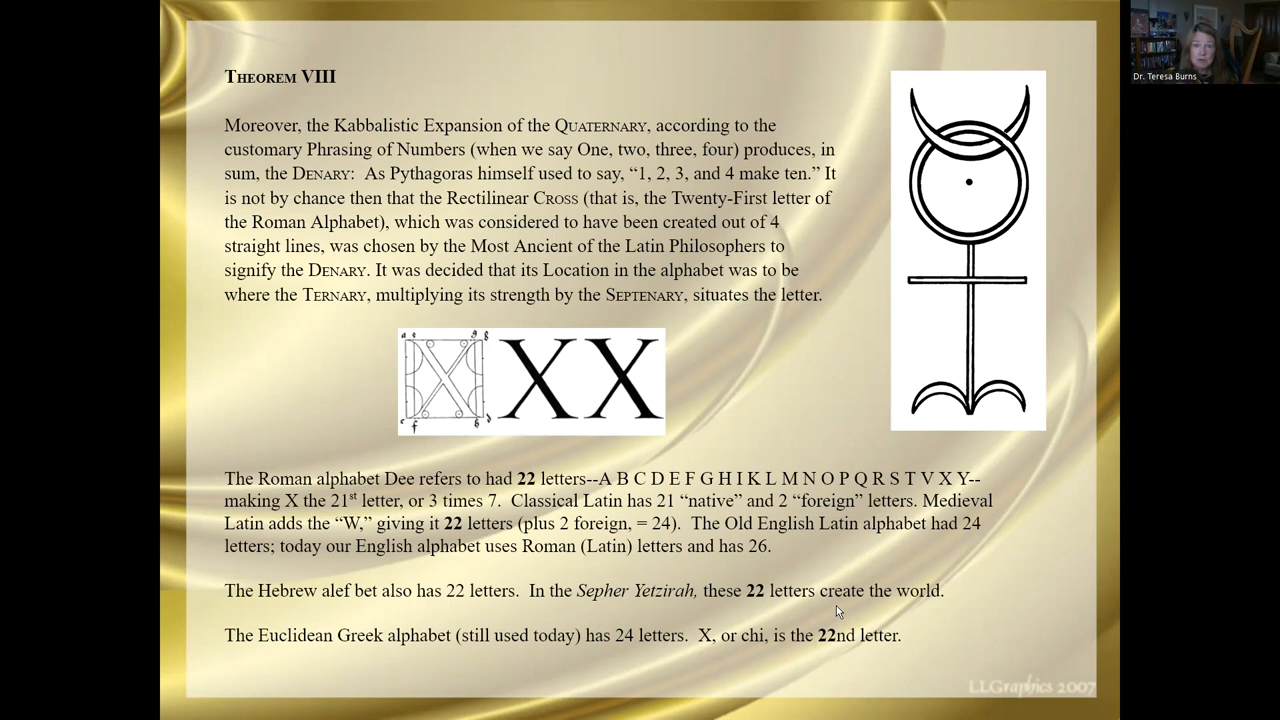 THEOREM VIII
Moreover, the Kabbalistic Expansion of the QUATERNARY, according to the
customary Phrasing of Numbers (when we say One, two, three, four) produces, in
sum, the DENARY:  As Pythagoras himself used to say, “1, 2, 3, and 4 make ten.” It
is not by chance then that the Rectilinear CROSS (that is, the Twenty-First letter of
the Roman Alphabet), which was considered to have been created out of 4
straight lines, was chosen by the Most Ancient of the Latin Philosophers to
signify the DENARY. It was decided that its Location in the alphabet was to be
where the TERNARY, multiplying its strength by the SEPTENARY, situates the letter.
X X X
The Roman alphabet Dee refers to had 22 letters--A B C D E F G H I K L M N O P Q R S T V X Y--
making X the 21st letter, or 3 times 7.  Classical Latin has 21 “native” and 2 “foreign” letters. Medieval
Latin adds the “W,” giving it 22 letters (plus 2 foreign, = 24).  The Old English Latin alphabet had 24
letters; today our English alphabet uses Roman (Latin) letters and has 26.
The Hebrew alef bet also has 22 letters.  In the Sepher Yetzirah, these 22 letters create the world.
The Euclidean Greek alphabet (still used today) has 24 letters.  X, or chi, is the 22nd letter.
LLGraphics 2007
Dr. Teresa Burns